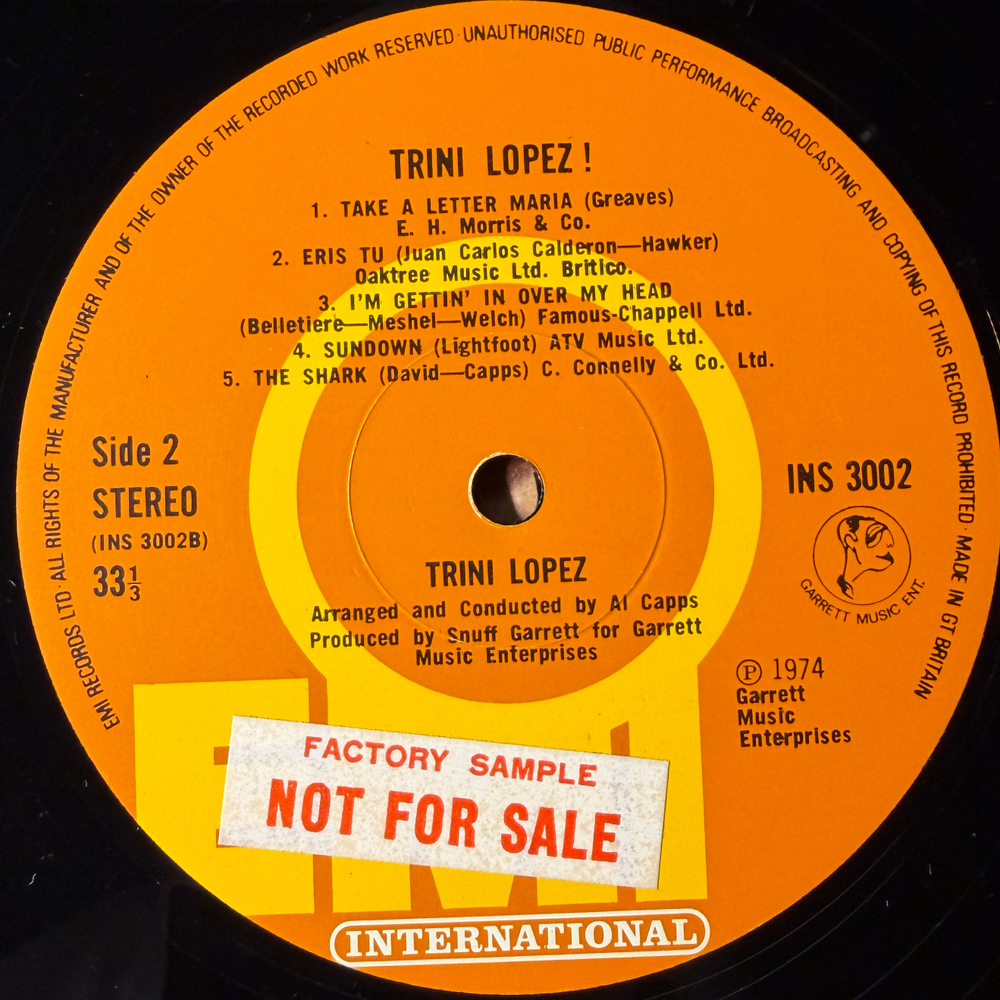 EMI RECORDS LTD · ALL RIGHTS OF THE MANUFACTURER AND OF THE OWNER OF THE RECORDED WORK RESERVED · UNAUTHORISED PUBLIC PERFORMANCE BROADCASTING AND COPYING OF THIS RECORD PROHIBITED · MADE IN GT BRITAIN
TRINI LOPEZ!
1. TAKE A LETTER MARIA (Greaves)
E. H. Morris & Co.
2. ERIS TU (Juan Carlos Calderon—Hawker)
Oaktree Music Ltd. Britico.
3. I'M GETTIN' IN OVER MY HEAD
(Belletiere—Meshel—Welch) Famous-Chappell Ltd.
4. SUNDOWN (Lightfoot) ATV Music Ltd.
5. THE SHARK (David—Capps) C. Connelly & Co. Ltd.
Side 2
STEREO
(INS 3002B)
33⅓
INS 3002
GARRETT MUSIC ENT.
TRINI LOPEZ
Arranged and Conducted by Al Capps
Produced by Snuff Garrett for Garrett
Music Enterprises
℗ 1974
Garrett
Music
Enterprises
EMI
FACTORY SAMPLE
NOT FOR SALE
INTERNATIONAL